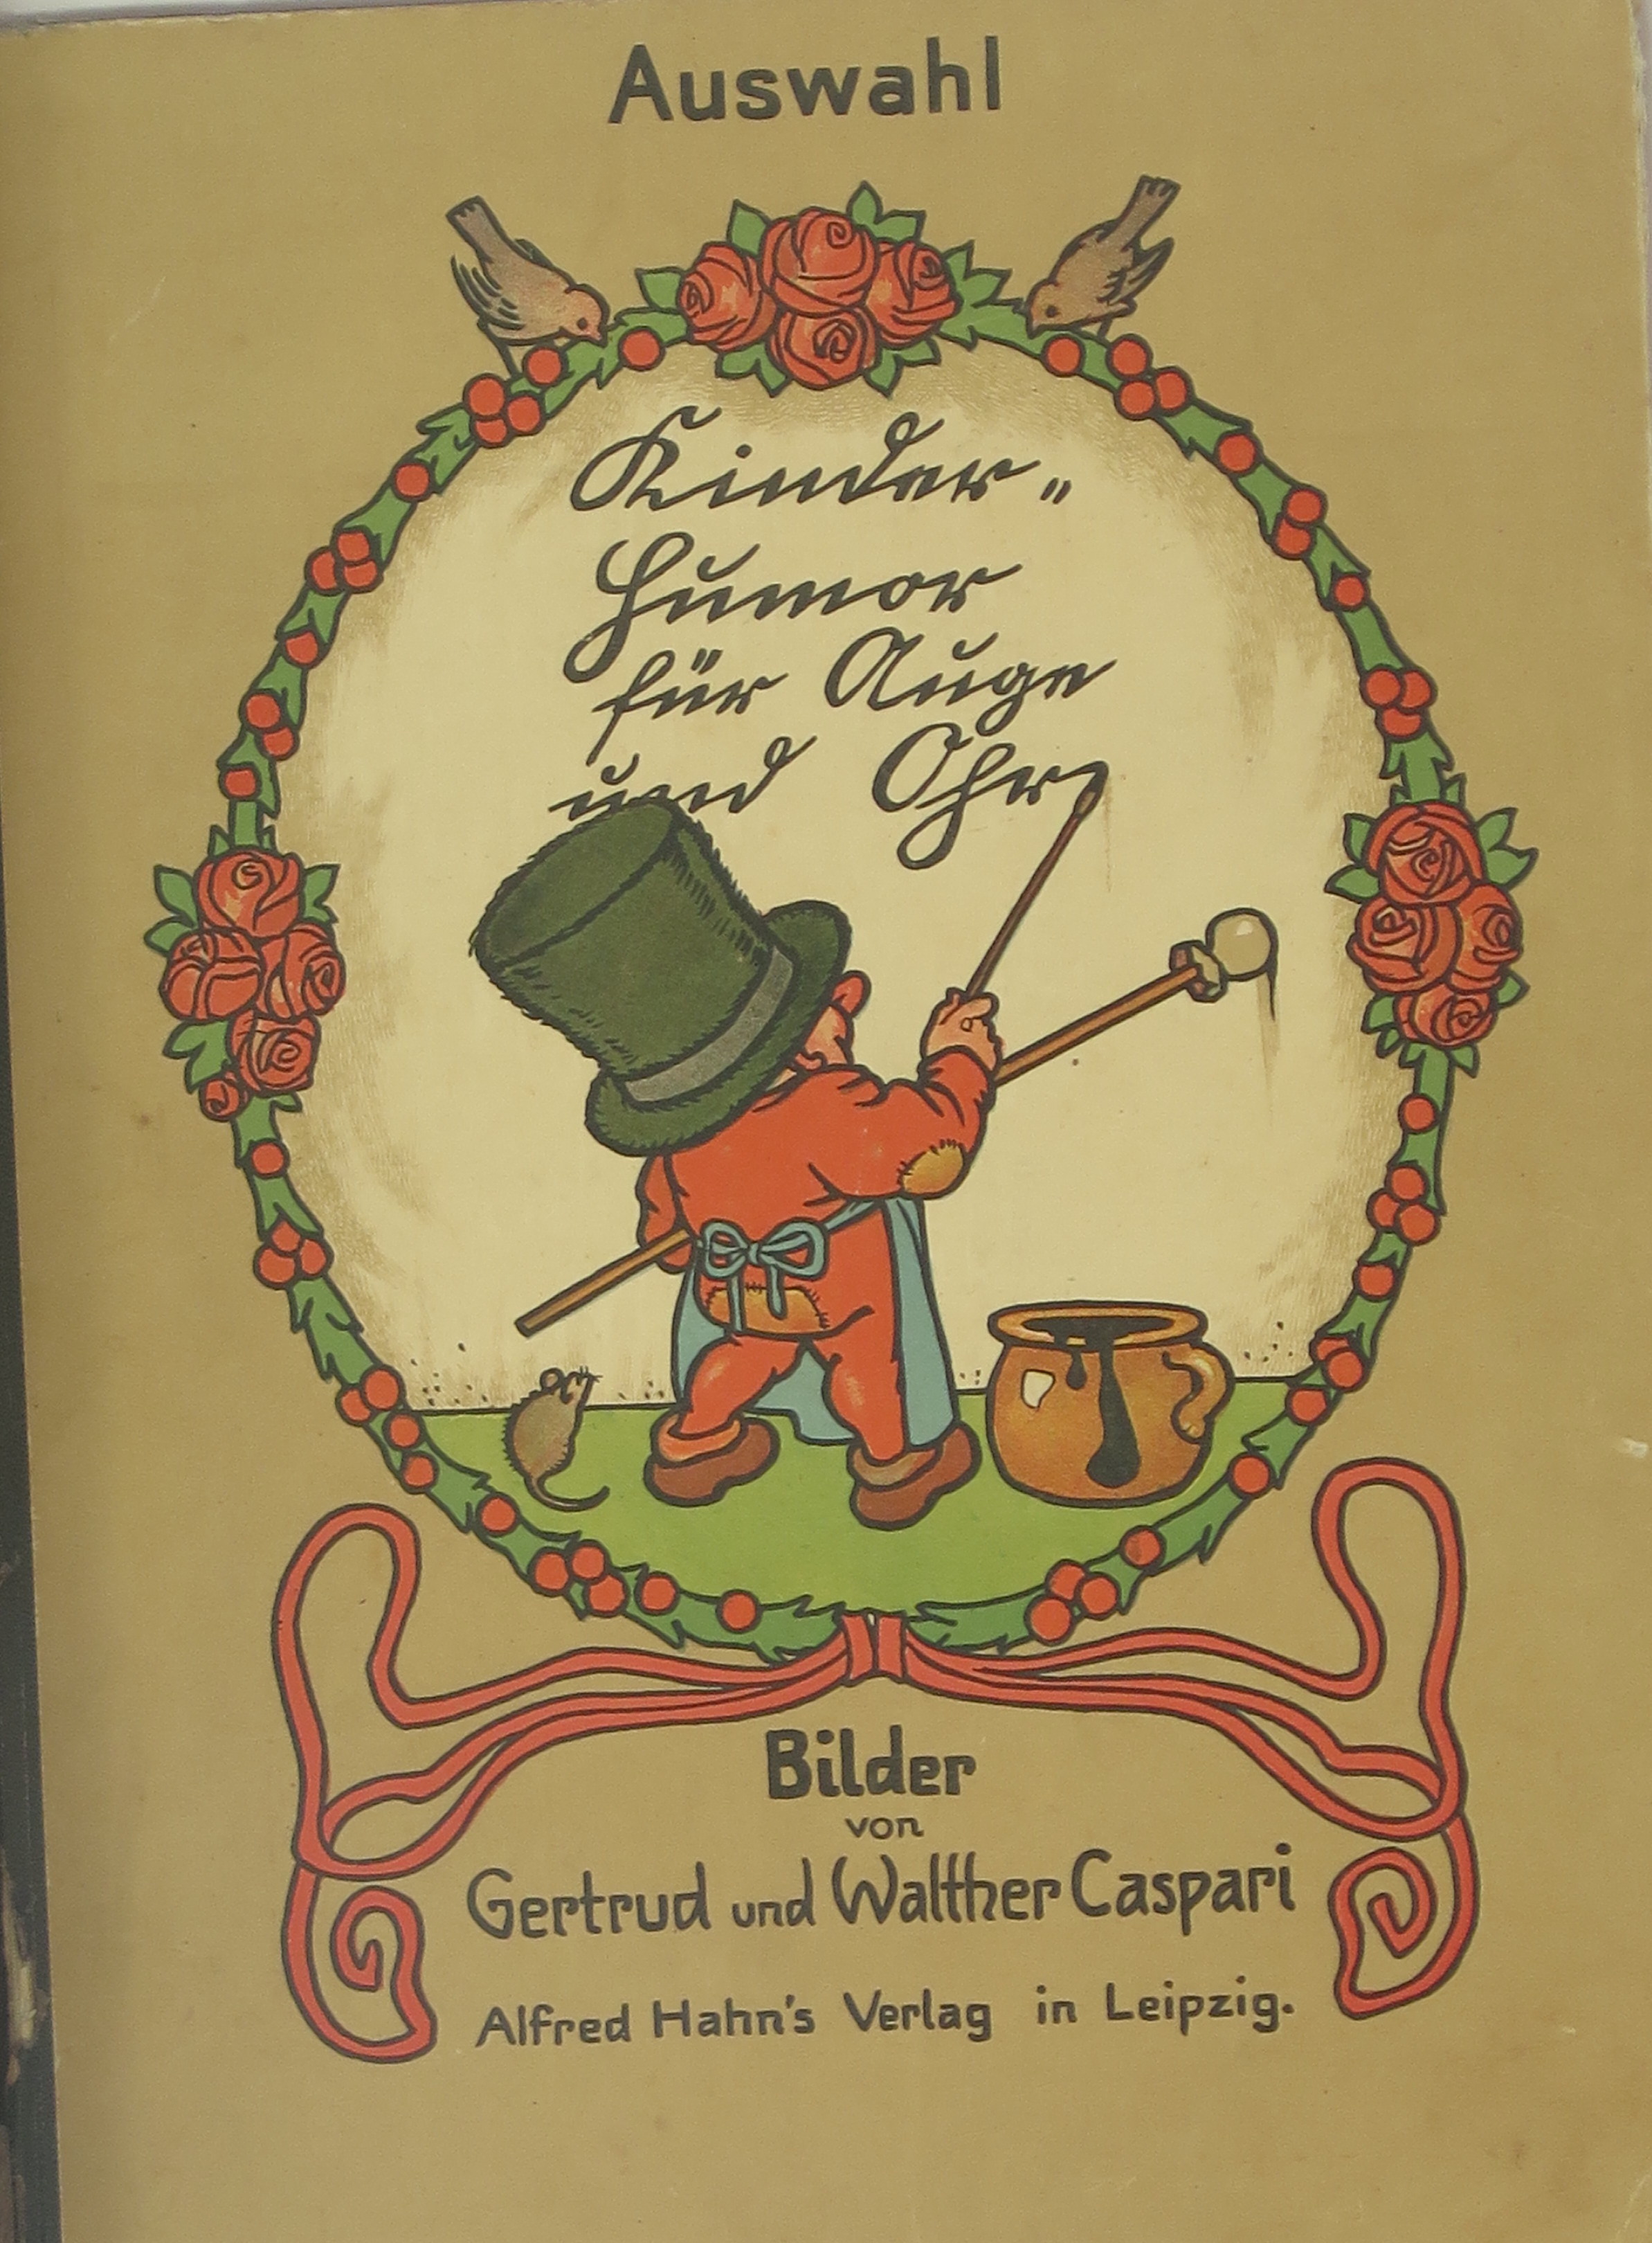 Auswahl
Kinder-
Humor
für Auge
und Ohr
Bilder
von
Gertrud und Walther Caspari
Alfred Hahn's Verlag in Leipzig.